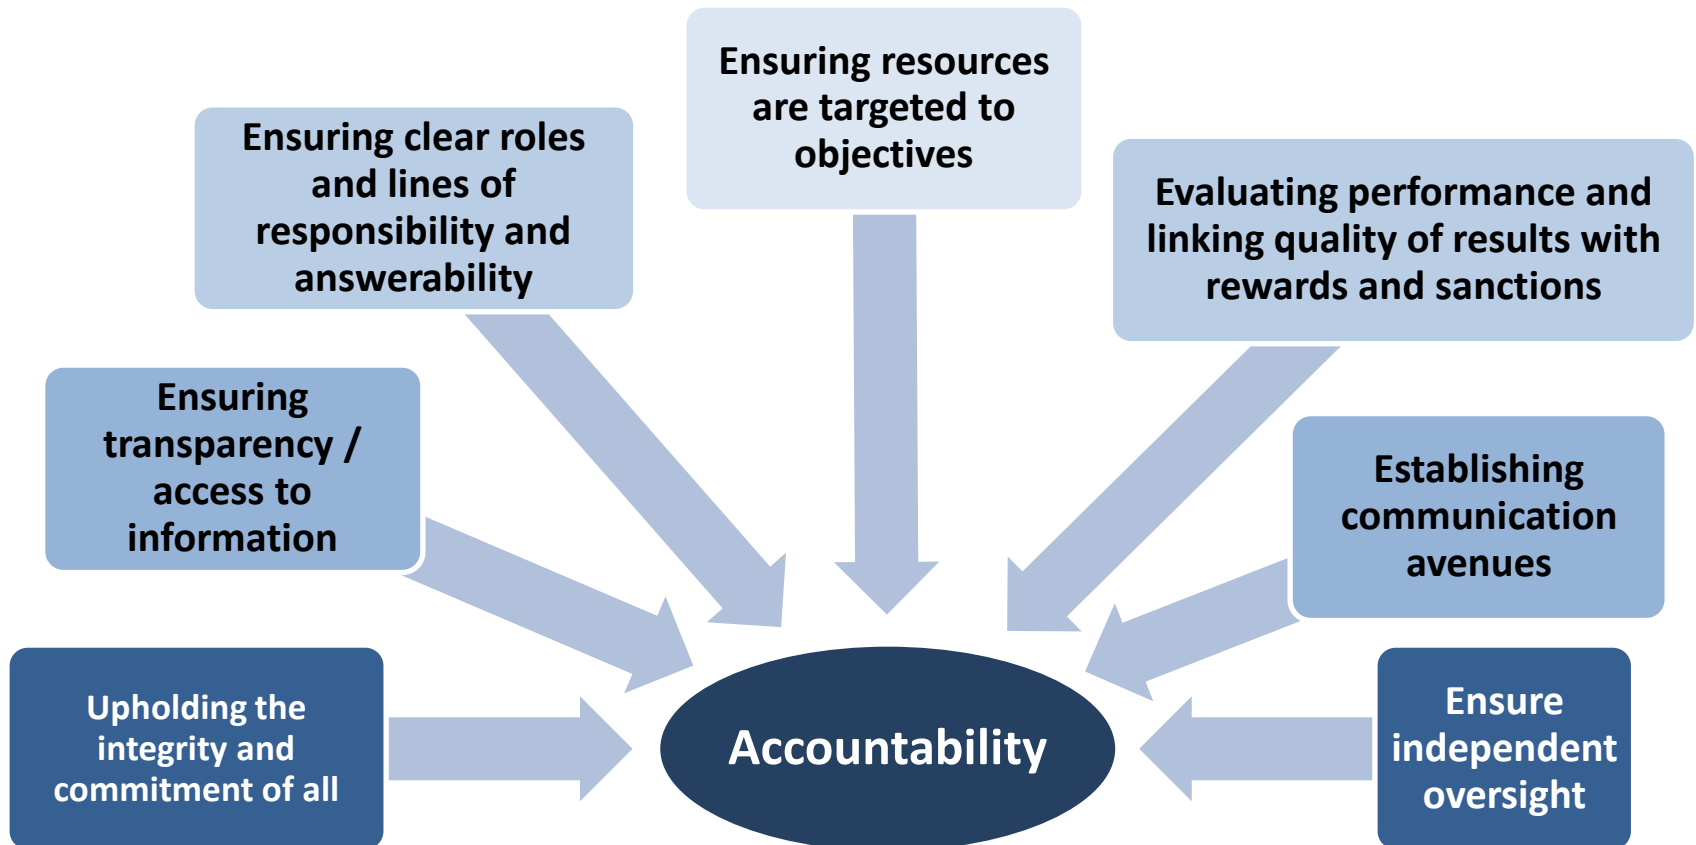 Ensuring resources
are targeted to
objectives
Ensuring clear roles
and lines of
responsibility and
answerability
Evaluating performance and
linking quality of results with
rewards and sanctions
Ensuring
transparency /
access to
information
Establishing
communication
avenues
Upholding the
integrity and
commitment of all
Accountability
Ensure
independent
oversight